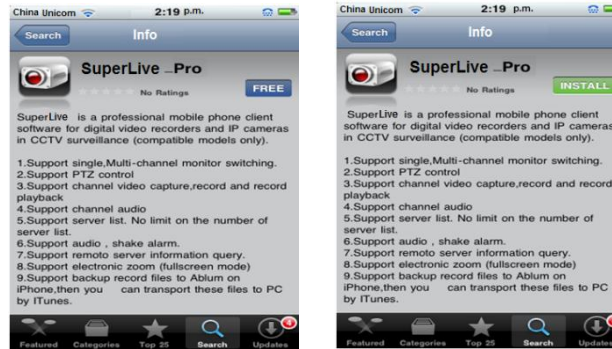 China Unicom 2:19 p.m.
Search Info
SuperLive –Pro
No Ratings FREE
SuperLive is a professional mobile phone client
software for digital video recorders and IP cameras
in CCTV surveillance (compatible models only).
1.Support single,Multi-channel monitor switching.
2.Support PTZ control
3.Support channel video capture,record and record
playback
4.Support channel audio
5.Support server list. No limit on the number of
server list.
6.Support audio , shake alarm.
7.Support remoto server information query.
8.Support electronic zoom (fullscreen mode)
9.Support backup record files to Ablum on
iPhone,then you can transport these files to PC
by ITunes.
Featured Categories Top 25 Search Updates
China Unicom 2:19 p.m.
Search Info
SuperLive –Pro
No Ratings INSTALL
SuperLive is a professional mobile phone client
software for digital video recorders and IP cameras
in CCTV surveillance (compatible models only).
1.Support single,Multi-channel monitor switching.
2.Support PTZ control
3.Support channel video capture,record and record
playback
4.Support channel audio
5.Support server list. No limit on the number of
server list.
6.Support audio , shake alarm.
7.Support remoto server information query.
8.Support electronic zoom (fullscreen mode)
9.Support backup record files to Ablum on
iPhone,then you can transport these files to PC
by ITunes.
Featured Categories Top 25 Search Updates